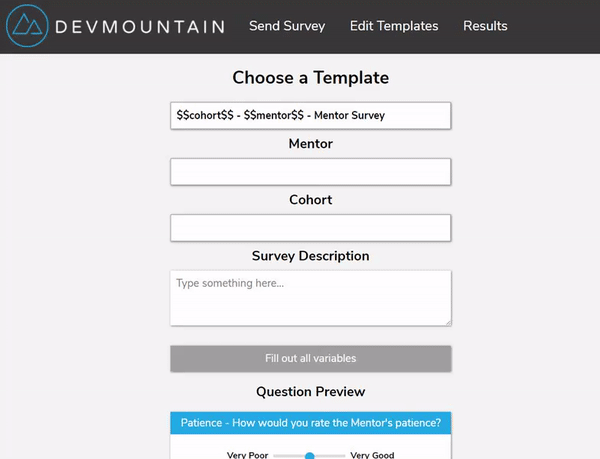 DEVMOUNTAIN Send Survey Edit Templates Results
Choose a Template
$$cohort$$ - $$mentor$$ - Mentor Survey
Mentor
Cohort
Survey Description
Type something here...
Fill out all variables
Question Preview
Patience - How would you rate the Mentor's patience?
Very Poor Very Good